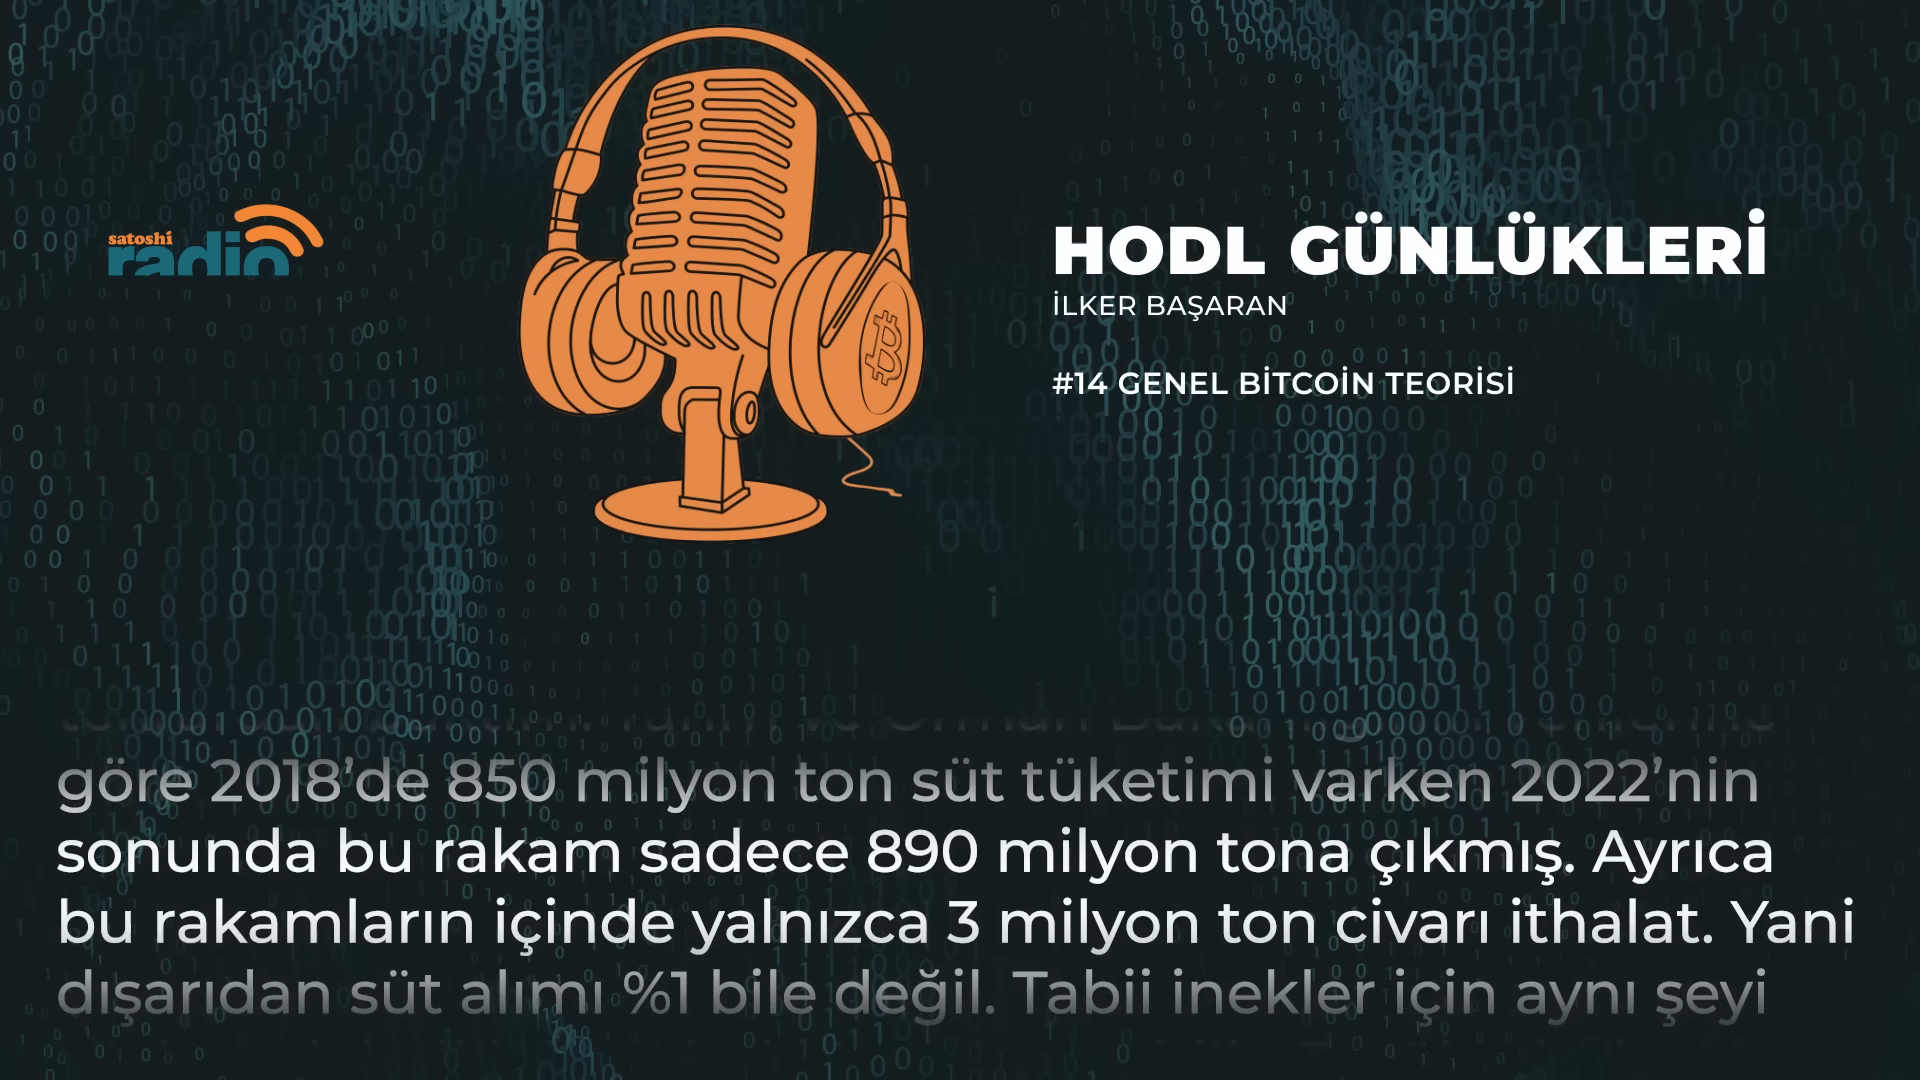 satoshi
radio
HODL GÜNLÜKLERİ
İLKER BAŞARAN
#14 GENEL BİTCOİN TEORİSİ
göre 2018’de 850 milyon ton süt tüketimi varken 2022’nin
sonunda bu rakam sadece 890 milyon tona çıkmış. Ayrıca
bu rakamların içinde yalnızca 3 milyon ton civarı ithalat. Yani
dışarıdan süt alımı %1 bile değil. Tabii inekler için aynı şeyi